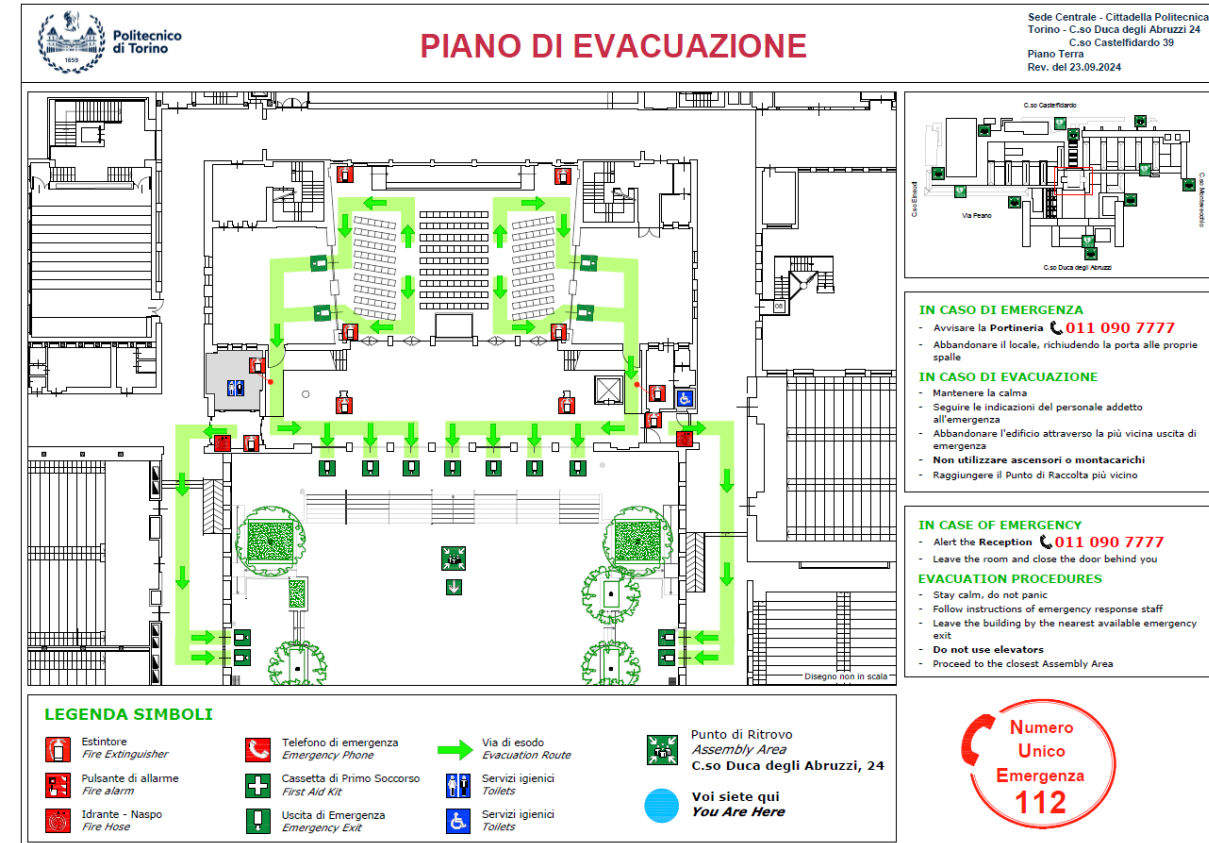 Politecnico
di Torino
1859
PIANO DI EVACUAZIONE
Sede Centrale - Cittadella Politecnica
Torino - C.so Duca degli Abruzzi 24
C.so Castelfidardo 39
Piano Terra
Rev. del 23.09.2024
C.so Castelfidardo
C.so Einaudi
Via Peano
C.so Montevecchio
C.so Duca degli Abruzzi
08
Disegno non in scala
IN CASO DI EMERGENZA
- Avvisare la Portineria 011 090 7777
- Abbandonare il locale, richiudendo la porta alle proprie
spalle
IN CASO DI EVACUAZIONE
- Mantenere la calma
- Seguire le indicazioni del personale addetto
all'emergenza
- Abbandonare l'edificio attraverso la più vicina uscita di
emergenza
- Non utilizzare ascensori o montacarichi
- Raggiungere il Punto di Raccolta più vicino
IN CASE OF EMERGENCY
- Alert the Reception 011 090 7777
- Leave the room and close the door behind you
EVACUATION PROCEDURES
- Stay calm, do not panic
- Follow instructions of emergency response staff
- Leave the building by the nearest available emergency
exit
- Do not use elevators
- Proceed to the closest Assembly Area
LEGENDA SIMBOLI
Estintore
Fire Extinguisher
Pulsante di allarme
Fire alarm
Idrante - Naspo
Fire Hose
Telefono di emergenza
Emergency Phone
Cassetta di Primo Soccorso
First Aid Kit
Uscita di Emergenza
Emergency Exit
Via di esodo
Evacuation Route
Servizi igienici
Toilets
Servizi igienici
Toilets
Punto di Ritrovo
Assembly Area
C.so Duca degli Abruzzi, 24
Voi siete qui
You Are Here
Numero
Unico
Emergenza
112